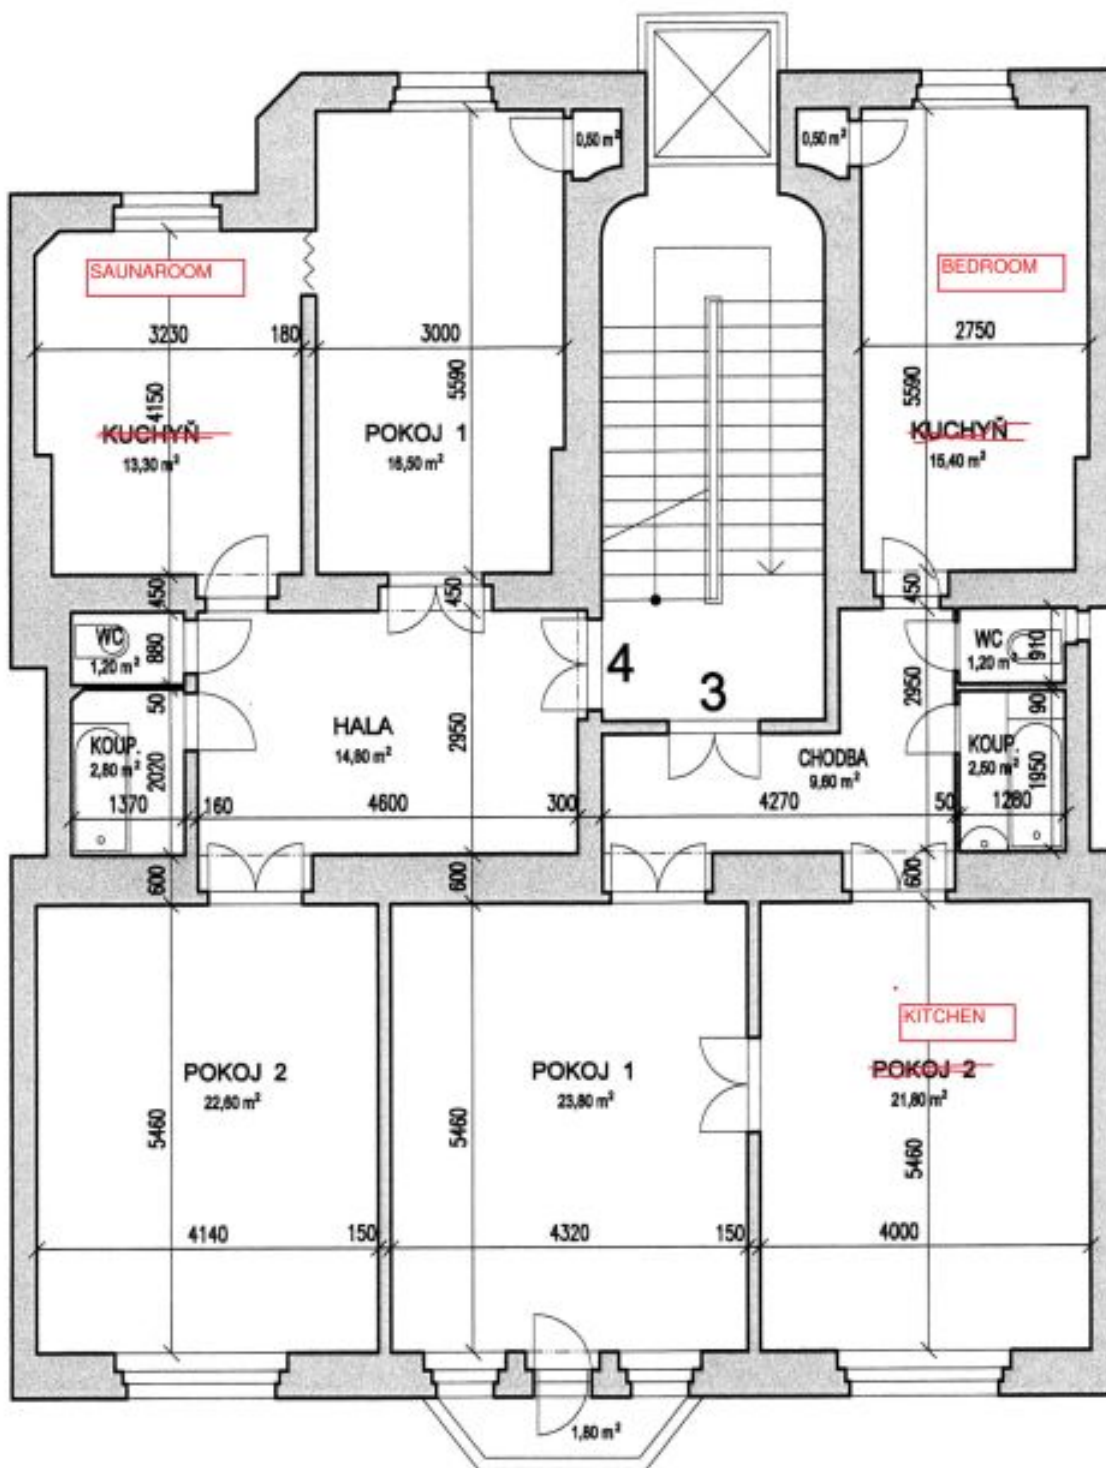 0,50 m²
0,50 m²
SAUNAROOM
BEDROOM
3230
180
3000
2750
4150
5590
5590
KUCHYŇ
13,30 m²
POKOJ 1
16,50 m²
KUCHYŇ
15,40 m²
450
450
450
WC
1,20 m²
880
4
3
WC
1,20 m²
910
50
HALA
14,80 m²
2950
2950
90
KOUP.
2,80 m²
2020
CHODBA
9,60 m²
KOUP.
2,50 m²
1950
1370
160
4600
300
4270
50
1280
600
600
600
KITCHEN
POKOJ 2
22,60 m²
POKOJ 1
23,80 m²
POKOJ 2
21,80 m²
5460
5460
5460
4140
150
4320
150
4000
1,80 m²